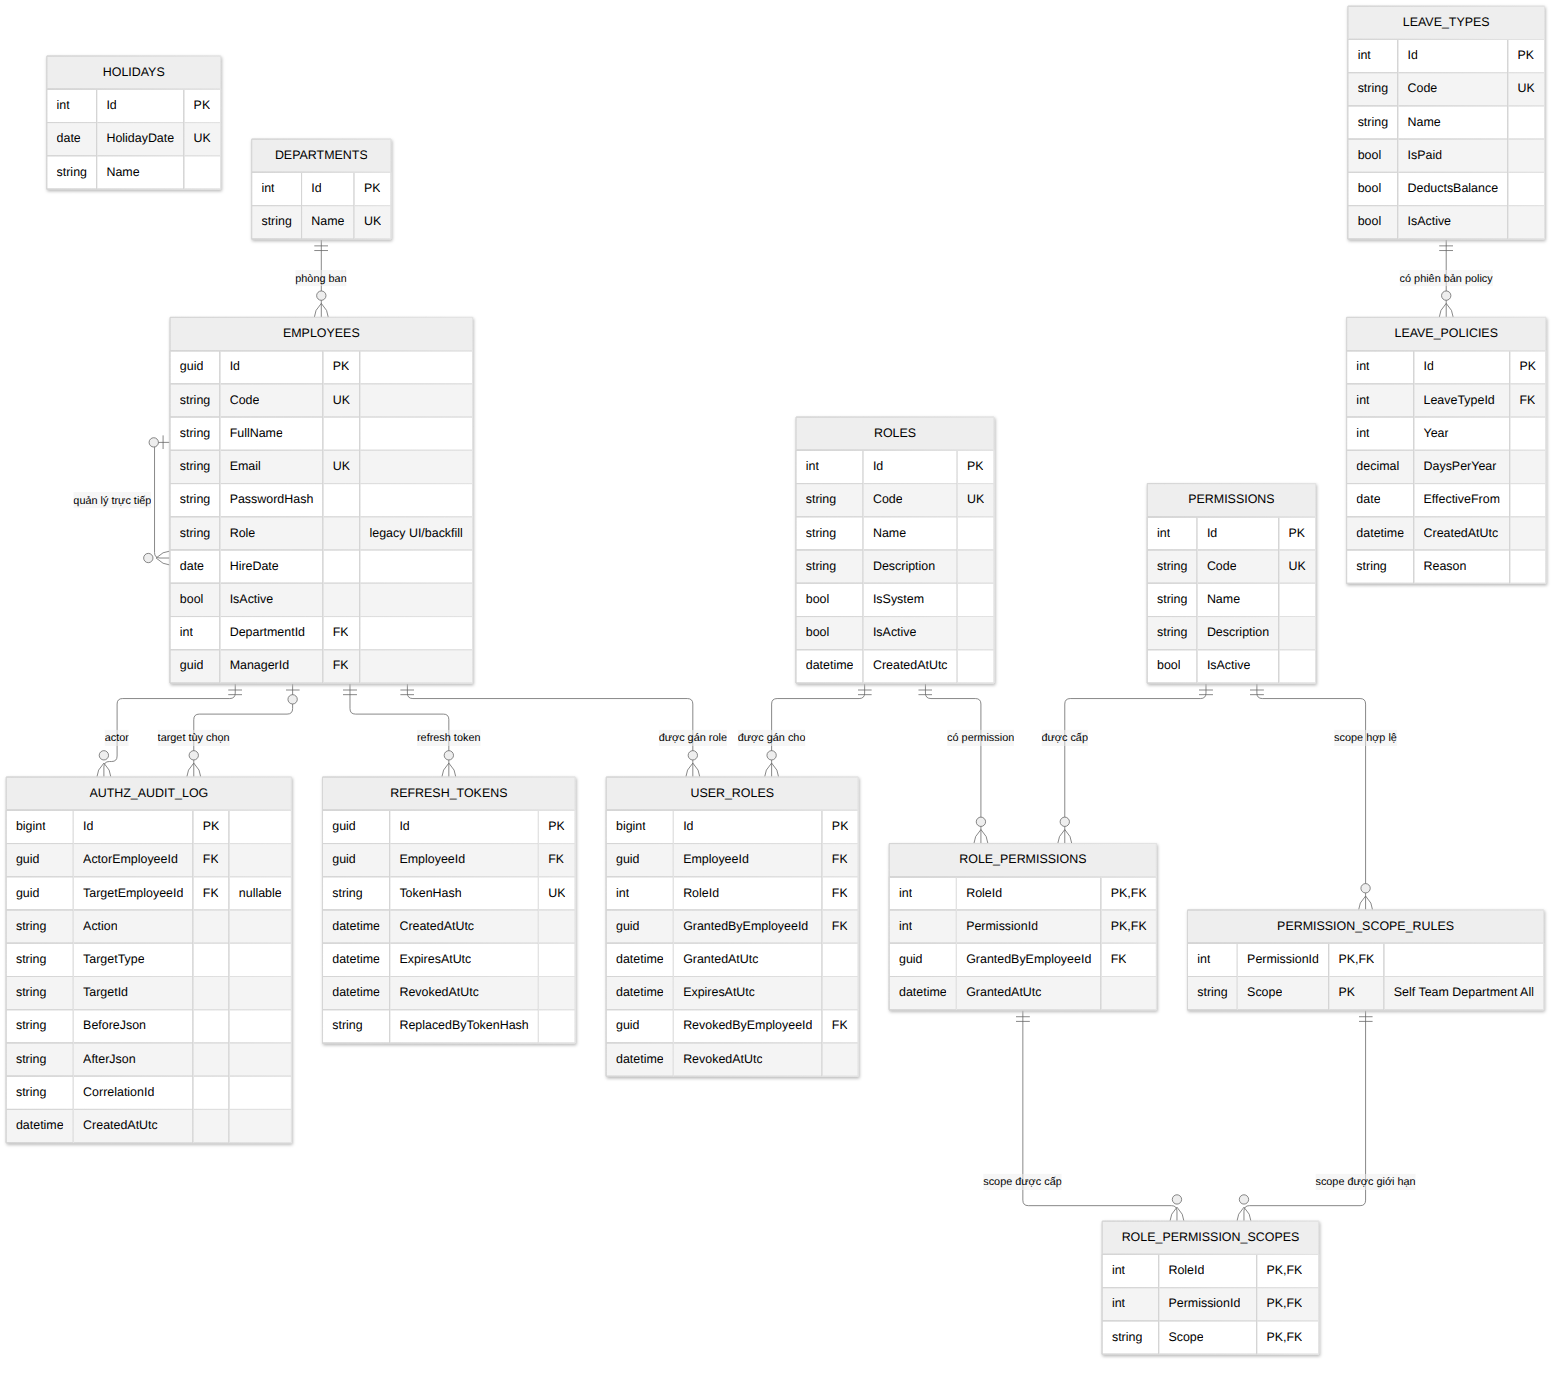 HOLIDAYS
int Id PK
date HolidayDate UK
string Name
DEPARTMENTS
int Id PK
string Name UK
phòng ban
EMPLOYEES
guid Id PK
string Code UK
string FullName
string Email UK
string PasswordHash
string Role legacy UI/backfill
date HireDate
bool IsActive
int DepartmentId FK
guid ManagerId FK
quản lý trực tiếp
LEAVE_TYPES
int Id PK
string Code UK
string Name
bool IsPaid
bool DeductsBalance
bool IsActive
có phiên bản policy
LEAVE_POLICIES
int Id PK
int LeaveTypeId FK
int Year
decimal DaysPerYear
date EffectiveFrom
datetime CreatedAtUtc
string Reason
ROLES
int Id PK
string Code UK
string Name
string Description
bool IsSystem
bool IsActive
datetime CreatedAtUtc
PERMISSIONS
int Id PK
string Code UK
string Name
string Description
bool IsActive
actor
target tùy chọn
refresh token
được gán role
được gán cho
có permission
được cấp
scope hợp lệ
AUTHZ_AUDIT_LOG
bigint Id PK
guid ActorEmployeeId FK
guid TargetEmployeeId FK nullable
string Action
string TargetType
string TargetId
string BeforeJson
string AfterJson
string CorrelationId
datetime CreatedAtUtc
REFRESH_TOKENS
guid Id PK
guid EmployeeId FK
string TokenHash UK
datetime CreatedAtUtc
datetime ExpiresAtUtc
datetime RevokedAtUtc
string ReplacedByTokenHash
USER_ROLES
bigint Id PK
guid EmployeeId FK
int RoleId FK
guid GrantedByEmployeeId FK
datetime GrantedAtUtc
datetime ExpiresAtUtc
guid RevokedByEmployeeId FK
datetime RevokedAtUtc
ROLE_PERMISSIONS
int RoleId PK,FK
int PermissionId PK,FK
guid GrantedByEmployeeId FK
datetime GrantedAtUtc
PERMISSION_SCOPE_RULES
int PermissionId PK,FK
string Scope PK Self Team Department All
scope được cấp
scope được giới hạn
ROLE_PERMISSION_SCOPES
int RoleId PK,FK
int PermissionId PK,FK
string Scope PK,FK